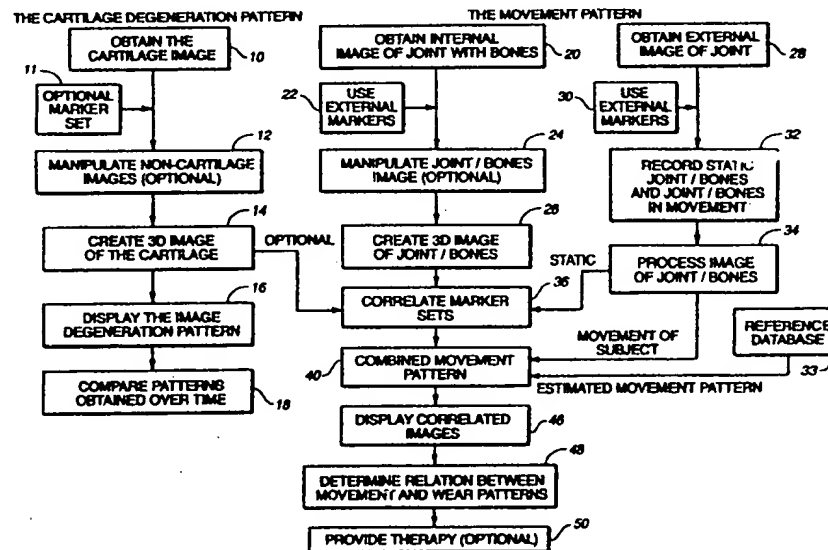 THE CARTILAGE DEGENERATION PATTERN
OBTAIN THE
CARTILAGE IMAGE
10
11
OPTIONAL
MARKER
SET
12
MANIPULATE NON-CARTILAGE
IMAGES (OPTIONAL)
14
CREATE 3D IMAGE
OF THE CARTILAGE
OPTIONAL
16
DISPLAY THE IMAGE
DEGENERATION PATTERN
COMPARE PATTERNS
OBTAINED OVER TIME
18
THE MOVEMENT PATTERN
OBTAIN INTERNAL
IMAGE OF JOINT WITH BONES
20
22
USE
EXTERNAL
MARKERS
24
MANIPULATE JOINT / BONES
IMAGE (OPTIONAL)
26
CREATE 3D IMAGE
OF JOINT / BONES
STATIC
CORRELATE MARKER
SETS
36
OBTAIN EXTERNAL
IMAGE OF JOINT
28
30
USE
EXTERNAL
MARKERS
32
RECORD STATIC
JOINT / BONES
AND JOINT / BONES
IN MOVEMENT
34
PROCESS IMAGE
OF JOINT / BONES
MOVEMENT OF
SUBJECT
REFERENCE
DATABASE
33
COMBINED MOVEMENT
PATTERN
40
ESTIMATED MOVEMENT PATTERN
DISPLAY CORRELATED
IMAGES
46
48
DETERMINE RELATION BETWEEN
MOVEMENT AND WEAR PATTERNS
PROVIDE THERAPY (OPTIONAL)
50